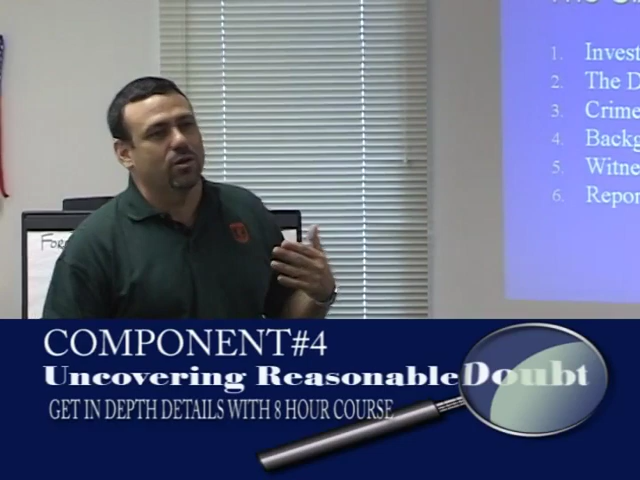 1. Invest
2. The D
3. Crime
4. Backg
5. Witne
6. Repor
COMPONENT#4
Uncovering Reasonable Doubt
GET IN DEPTH DETAILS WITH 8 HOUR COURSE